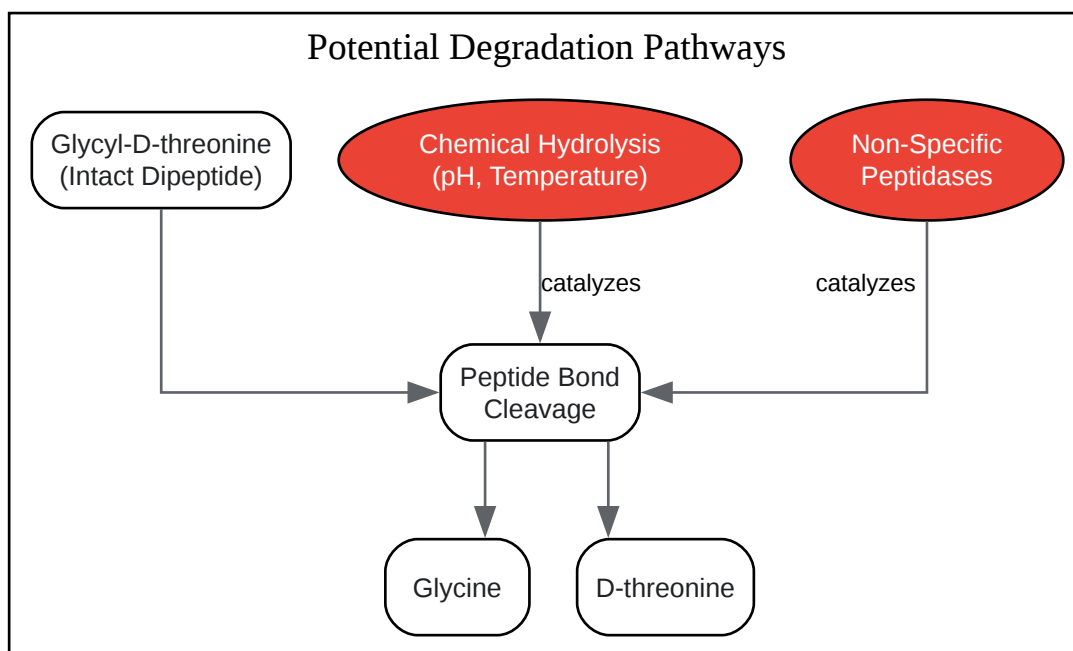 Potential Degradation Pathways
Glycyl-D-threonine
(Intact Dipeptide)
Chemical Hydrolysis
(pH, Temperature)
Non-Specific
Peptidases
catalyzes
catalyzes
Peptide Bond
Cleavage
Glycine
D-threonine